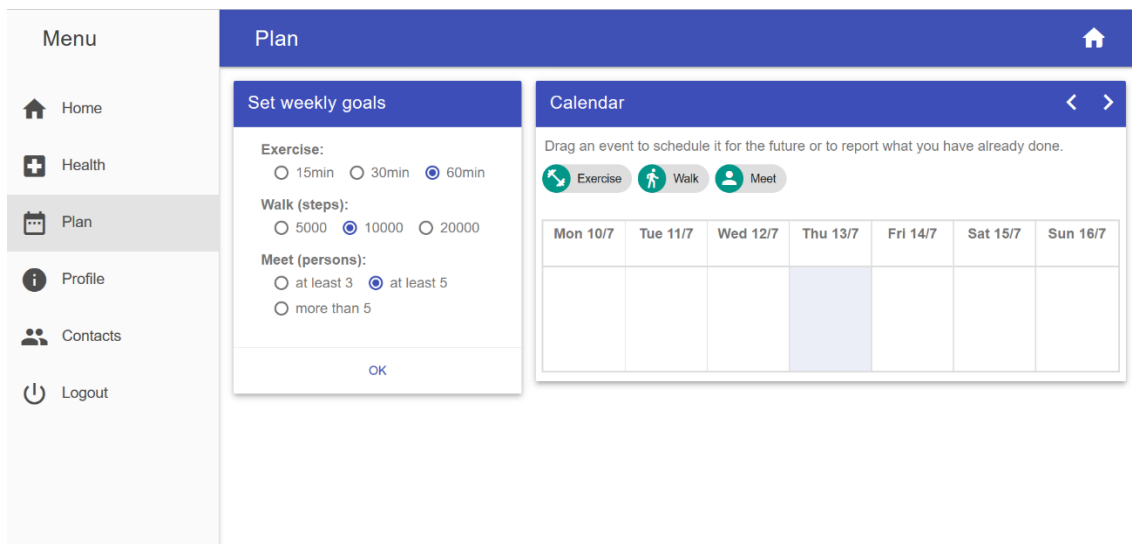 Menu
Home
Health
Plan
Profile
Contacts
Logout
Plan
Set weekly goals
Exercise:
15min 30min 60min
Walk (steps):
5000 10000 20000
Meet (persons):
at least 3 at least 5
more than 5
OK
Calendar
Drag an event to schedule it for the future or to report what you have already done.
Exercise Walk Meet
Mon 10/7 Tue 11/7 Wed 12/7 Thu 13/7 Fri 14/7 Sat 15/7 Sun 16/7